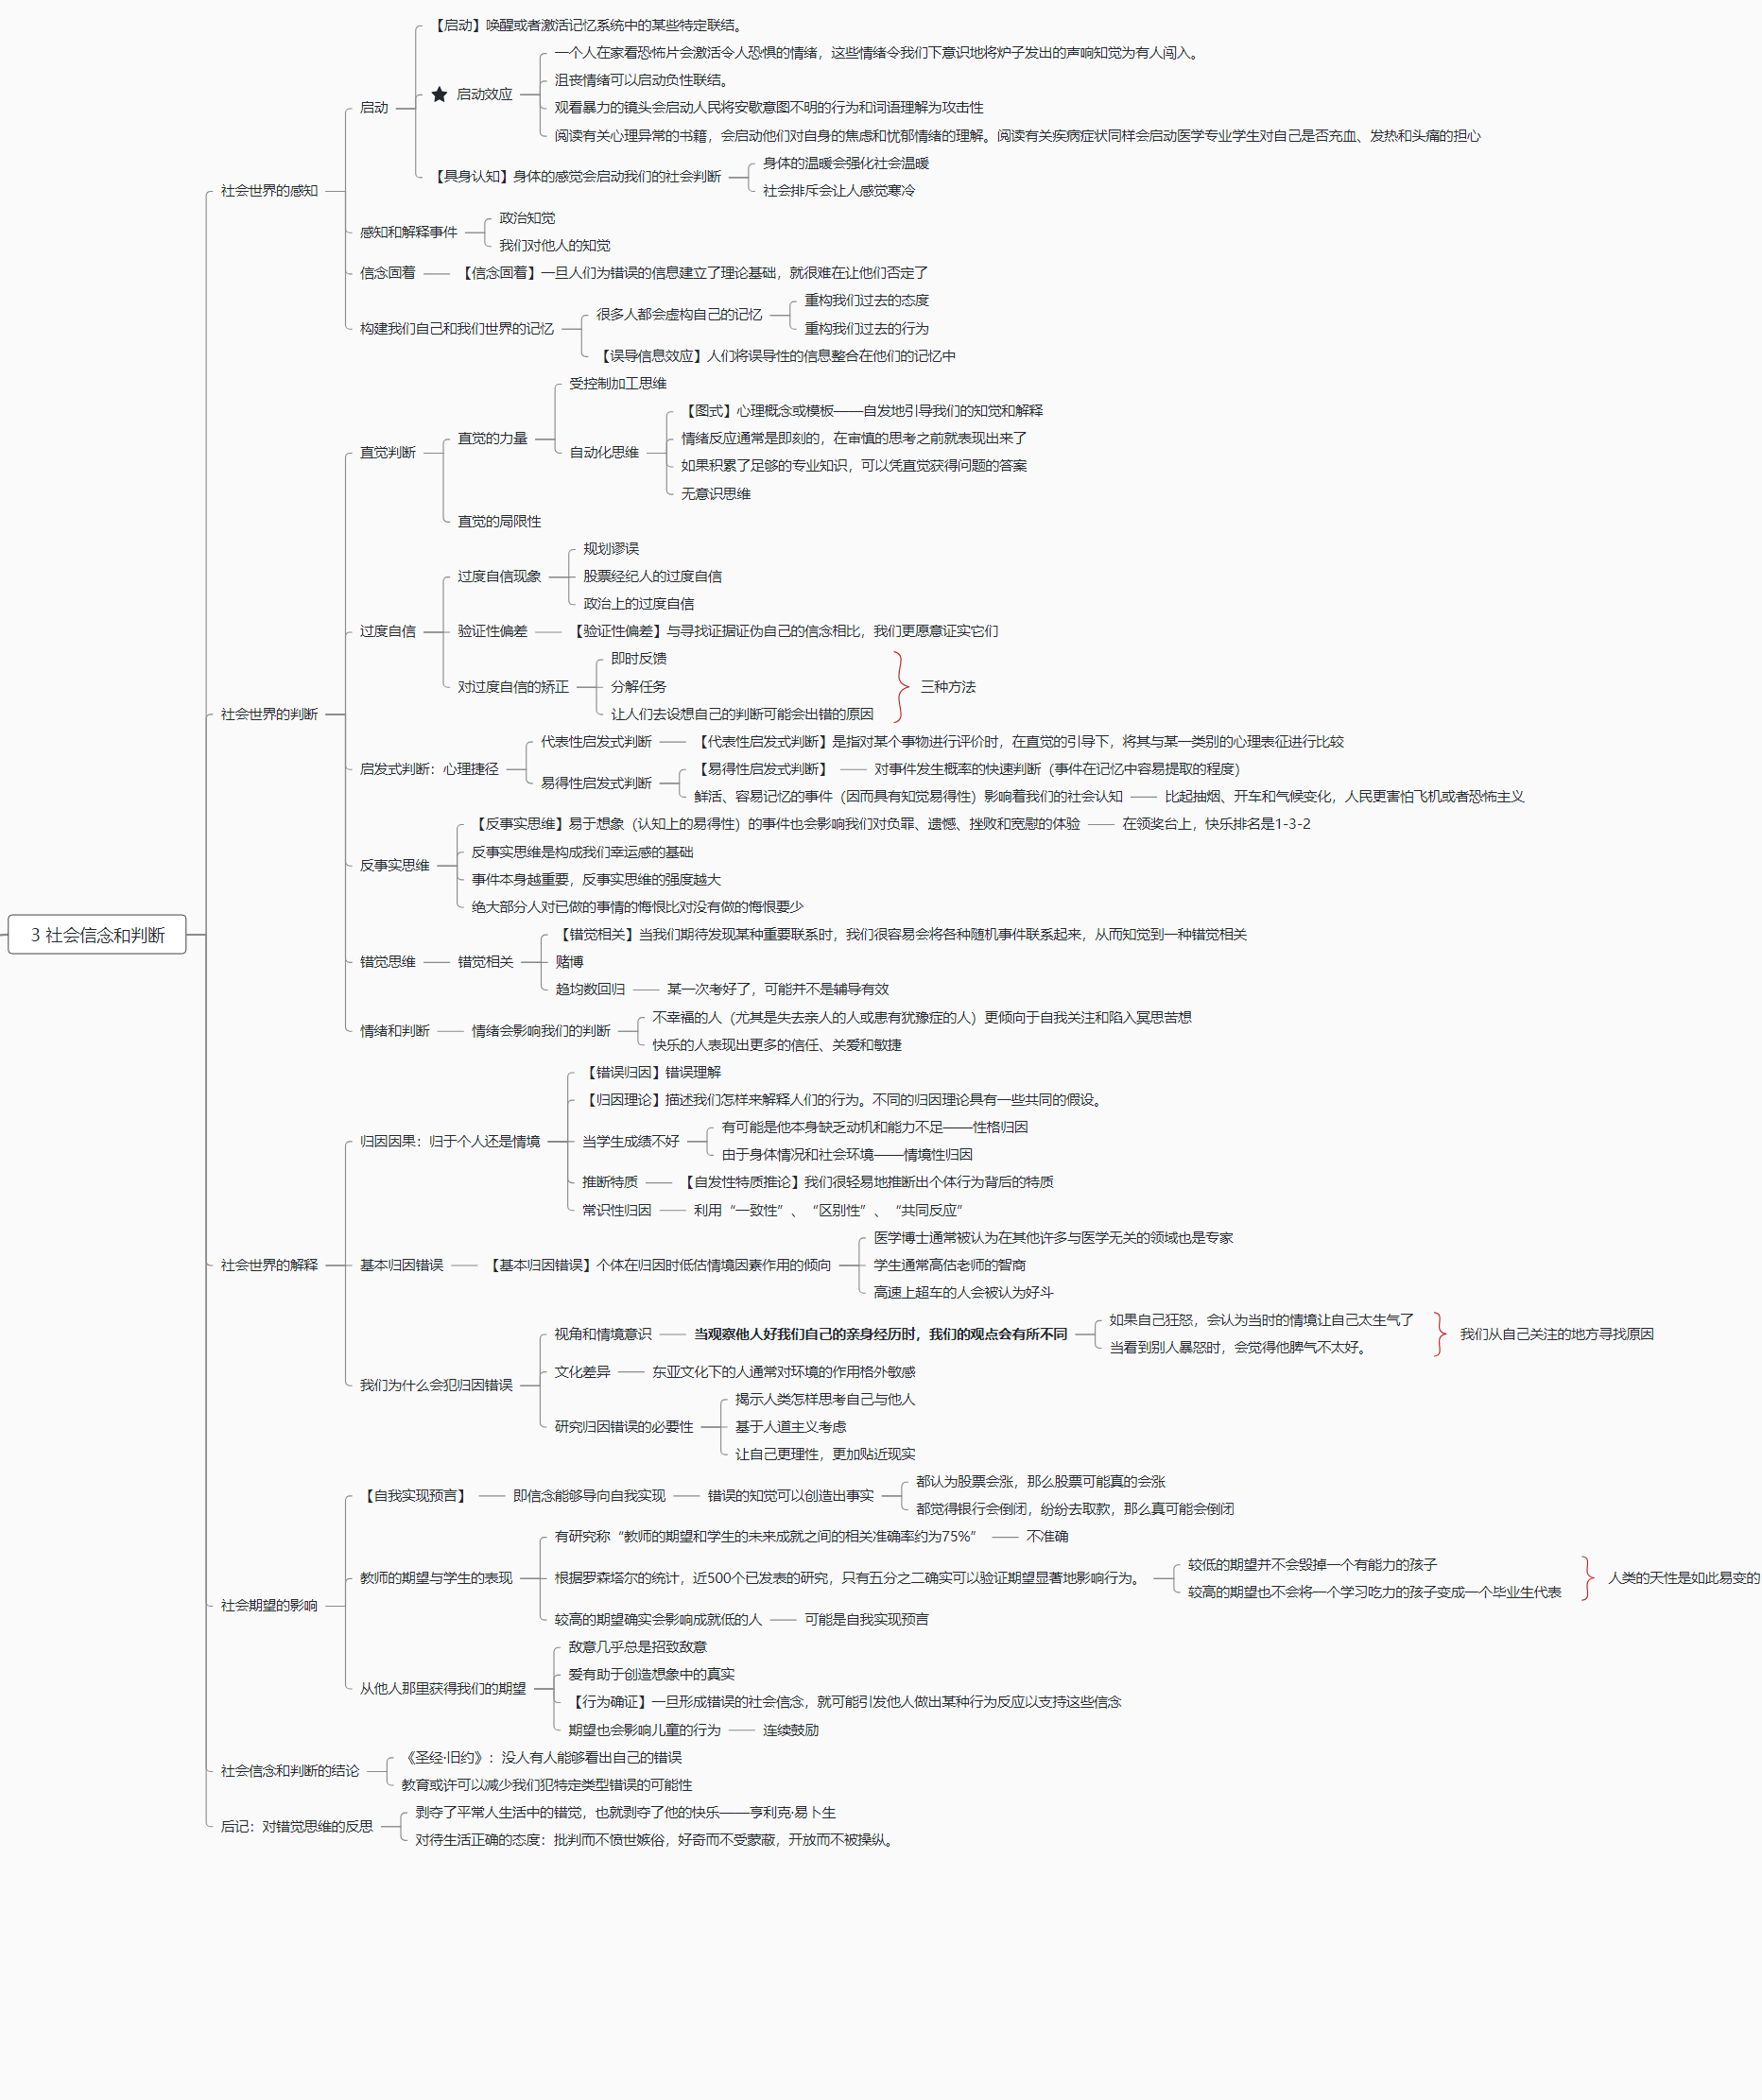 【启动】唤醒或者激活记忆系统中的某些特定联结。
一个人在家看恐怖片会激活令人恐惧的情绪，这些情绪令我们下意识地将炉子发出的声响知觉为有人闯入。
沮丧情绪可以启动负性联结。
★ 启动效应
启动
观看暴力的镜头会启动人民将安歇意图不明的行为和词语理解为攻击性
阅读有关心理异常的书籍，会启动他们对自身的焦虑和忧郁情绪的理解。阅读有关疾病症状同样会启动医学专业学生对自己是否充血、发热和头痛的担心
身体的温暖会强化社会温暖
【具身认知】身体的感觉会启动我们的社会判断
社会世界的感知
社会排斥会让人感觉寒冷
政治知觉
感知和解释事件
我们对他人的知觉
信念固着
【信念固着】一旦人们为错误的信息建立了理论基础，就很难在让他们否定了
重构我们过去的态度
很多人都会虚构自己的记忆
构建我们自己和我们世界的记忆
重构我们过去的行为
【误导信息效应】人们将误导性的信息整合在他们的记忆中
受控制加工思维
【图式】心理概念或模板——自发地引导我们的知觉和解释
直觉的力量
情绪反应通常是即刻的，在审慎的思考之前就表现出来了
直觉判断
自动化思维
如果积累了足够的专业知识，可以凭直觉获得问题的答案
无意识思维
直觉的局限性
规划谬误
过度自信现象
股票经纪人的过度自信
政治上的过度自信
过度自信
验证性偏差
【验证性偏差】与寻找证据证伪自己的信念相比，我们更愿意证实它们
即时反馈
对过度自信的矫正
分解任务
三种方法
社会世界的判断
让人们去设想自己的判断可能会出错的原因
代表性启发式判断
【代表性启发式判断】是指对某个事物进行评价时，在直觉的引导下，将其与某一类别的心理表征进行比较
启发式判断：心理捷径
【易得性启发式判断】
对事件发生概率的快速判断（事件在记忆中容易提取的程度）
易得性启发式判断
鲜活、容易记忆的事件（因而具有知觉易得性）影响着我们的社会认知
比起抽烟、开车和气候变化，人民更害怕飞机或者恐怖主义
【反事实思维】易于想象（认知上的易得性）的事件也会影响我们对负罪、遗憾、挫败和宽慰的体验
在领奖台上，快乐排名是1-3-2
反事实思维是构成我们幸运感的基础
反事实思维
事件本身越重要，反事实思维的强度越大
绝大部分人对已做的事情的悔恨比对没有做的悔恨要少
3 社会信念和判断
【错觉相关】当我们期待发现某种重要联系时，我们很容易会将各种随机事件联系起来，从而知觉到一种错觉相关
错觉思维
错觉相关
赌博
趋均数回归
某一次考好了，可能并不是辅导有效
不幸福的人（尤其是失去亲人的人或患有犹豫症的人）更倾向于自我关注和陷入冥思苦想
情绪和判断
情绪会影响我们的判断
快乐的人表现出更多的信任、关爱和敏捷
【错误归因】错误理解
【归因理论】描述我们怎样来解释人们的行为。不同的归因理论具有一些共同的假设。
有可能是他本身缺乏动机和能力不足——性格归因
归因因果：归于个人还是情境
当学生成绩不好
由于身体情况和社会环境——情境性归因
推断特质
【自发性特质推论】我们很轻易地推断出个体行为背后的特质
常识性归因
利用“一致性”、“区别性”、“共同反应”
医学博士通常被认为在其他许多与医学无关的领域也是专家
社会世界的解释
基本归因错误
【基本归因错误】个体在归因时低估情境因素作用的倾向
学生通常高估老师的智商
高速上超车的人会被认为好斗
如果自己狂怒，会认为当时的情境让自己太生气了
视角和情境意识
当观察他人好我们自己的亲身经历时，我们的观点会有所不同
我们从自己关注的地方寻找原因
当看到别人暴怒时，会觉得他脾气不太好。
文化差异
东亚文化下的人通常对环境的作用格外敏感
我们为什么会犯归因错误
揭示人类怎样思考自己与他人
研究归因错误的必要性
基于人道主义考虑
让自己更理性，更加贴近现实
都认为股票会涨，那么股票可能真的会涨
【自我实现预言】
即信念能够导向自我实现
错误的知觉可以创造出事实
都觉得银行会倒闭，纷纷去取款，那么真可能会倒闭
有研究称“教师的期望和学生的未来成就之间的相关准确率约为75%”
不准确
较低的期望并不会毁掉一个有能力的孩子
教师的期望与学生的表现
根据罗森塔尔的统计，近500个已发表的研究，只有五分之二确实可以验证期望显著地影响行为。
人类的天性是如此易变的
较高的期望也不会将一个学习吃力的孩子变成一个毕业生代表
社会期望的影响
较高的期望确实会影响成就低的人
可能是自我实现预言
敌意几乎总是招致敌意
爱有助于创造想象中的真实
从他人那里获得我们的期望
【行为确证】一旦形成错误的社会信念，就可能引发他人做出某种行为反应以支持这些信念
期望也会影响儿童的行为
连续鼓励
《圣经·旧约》：没人有人能够看出自己的错误
社会信念和判断的结论
教育或许可以减少我们犯特定类型错误的可能性
剥夺了平常人生活中的错觉，也就剥夺了他的快乐——亨利克·易卜生
后记：对错觉思维的反思
对待生活正确的态度：批判而不愤世嫉俗，好奇而不受蒙蔽，开放而不被操纵。